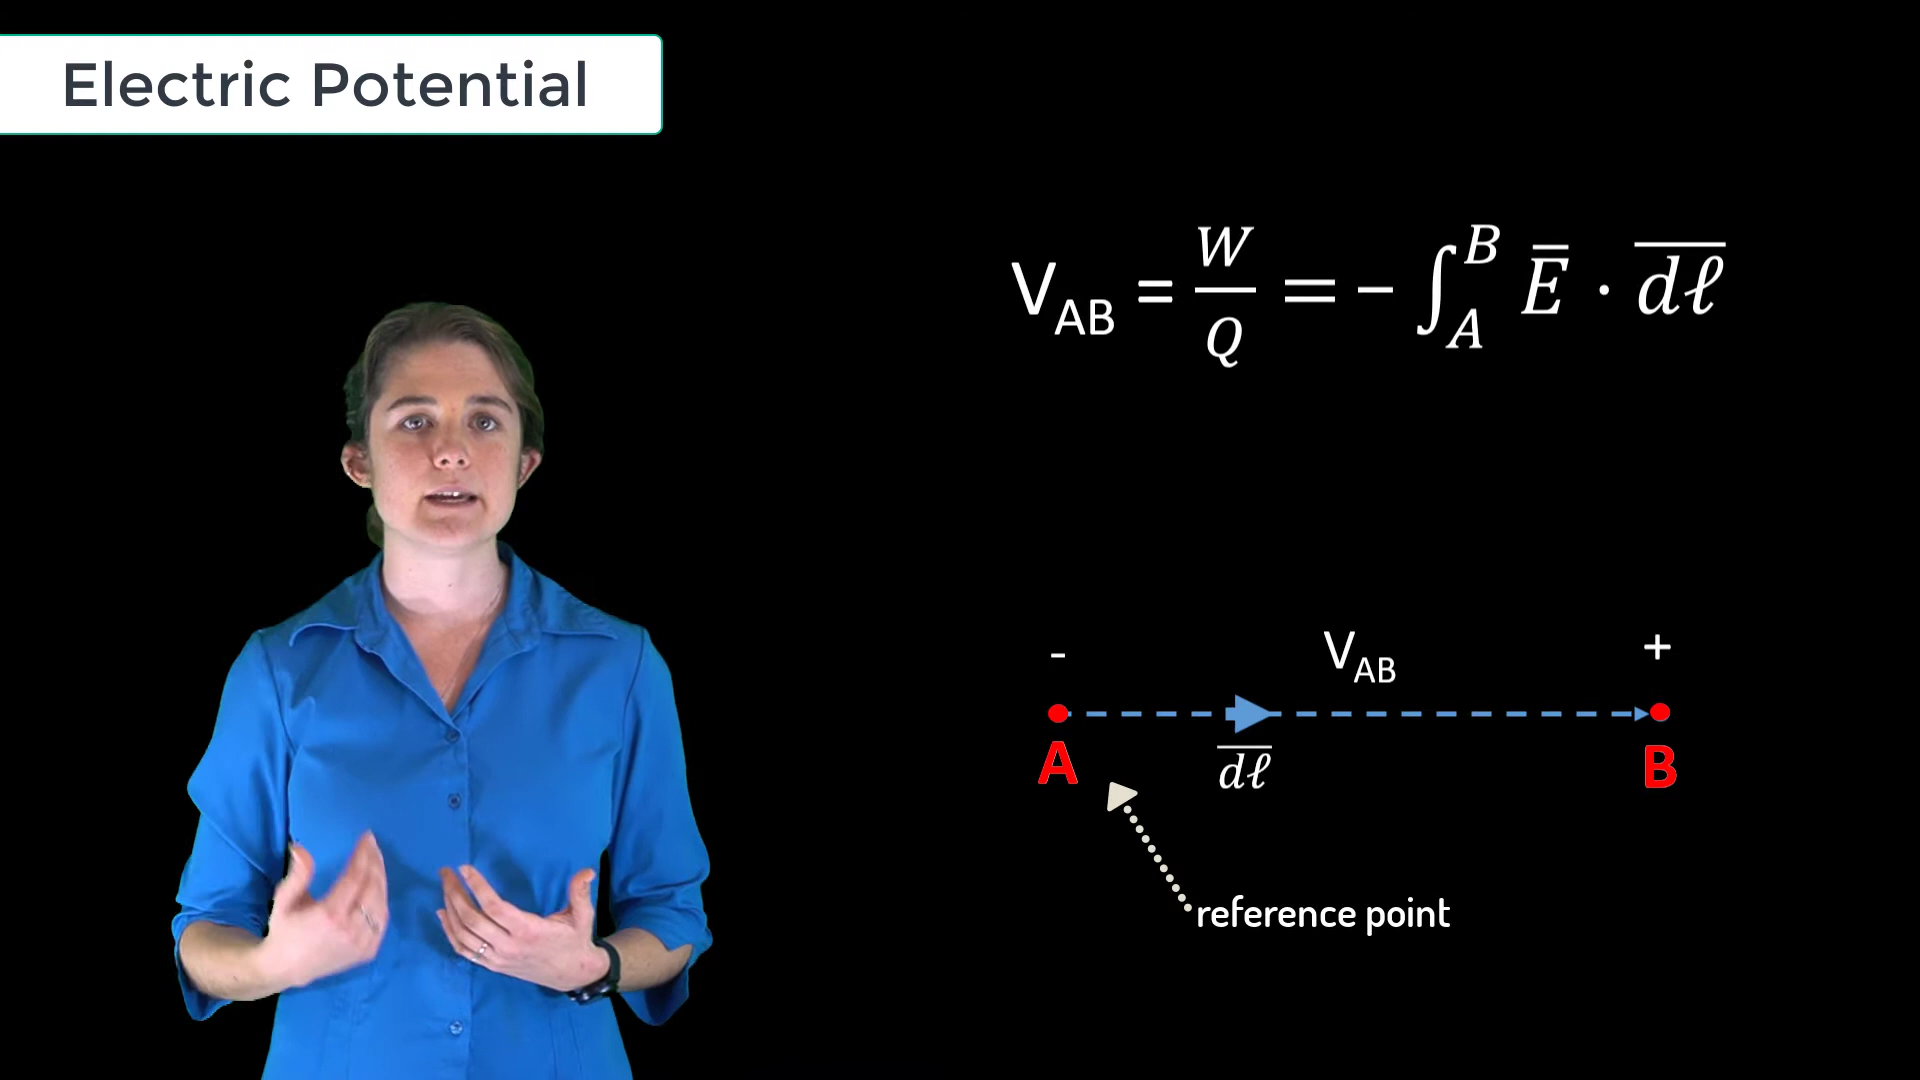 Electric Potential
V_AB = W/Q = − ∫_A^B E̅ · d̅ℓ̅
- V_AB +
A d̅ℓ̅ B
reference point